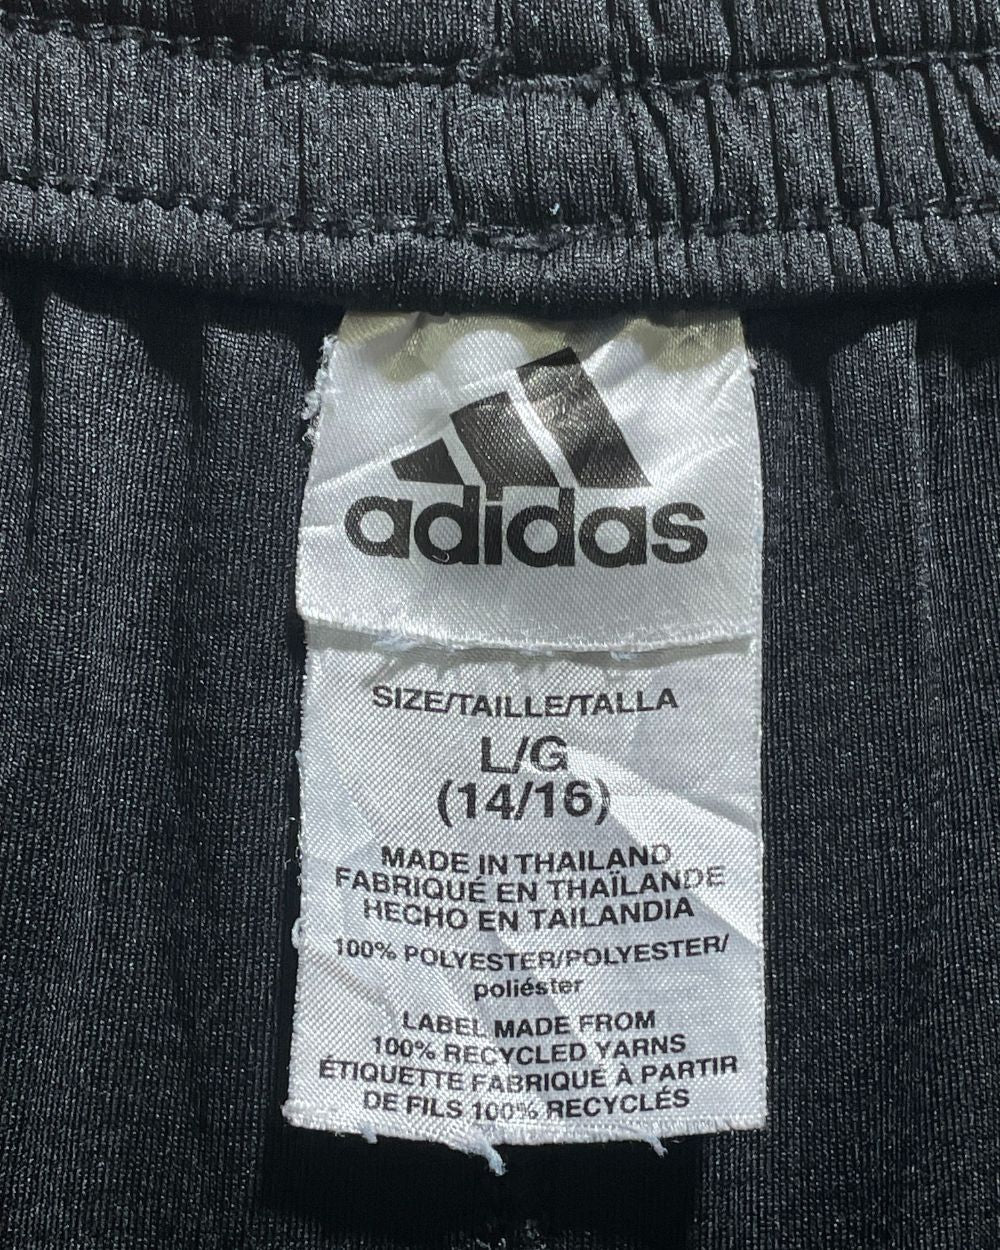 adidas
SIZE/TAILLE/TALLA
L/G
(14/16)
MADE IN THAILAND
FABRIQUÉ EN THAÏLANDE
HECHO EN TAILANDIA
100% POLYESTER/POLYESTER/
poliéster
LABEL MADE FROM
100% RECYCLED YARNS
ÉTIQUETTE FABRIQUÉ À PARTIR
DE FILS 100% RECYCLÉS